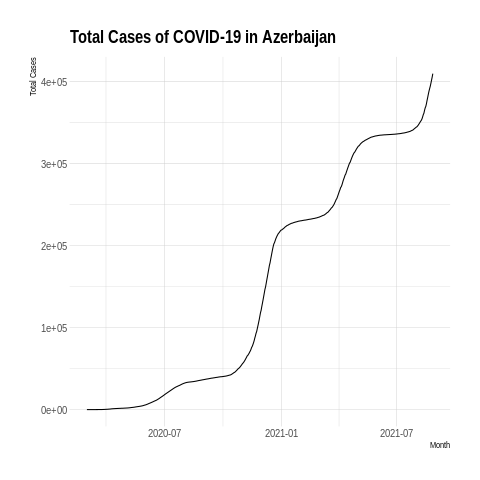 Total Cases of COVID-19 in Azerbaijan
Total Cases
4e+05
3e+05
2e+05
1e+05
0e+00
2020-07 2021-01 2021-07
Month